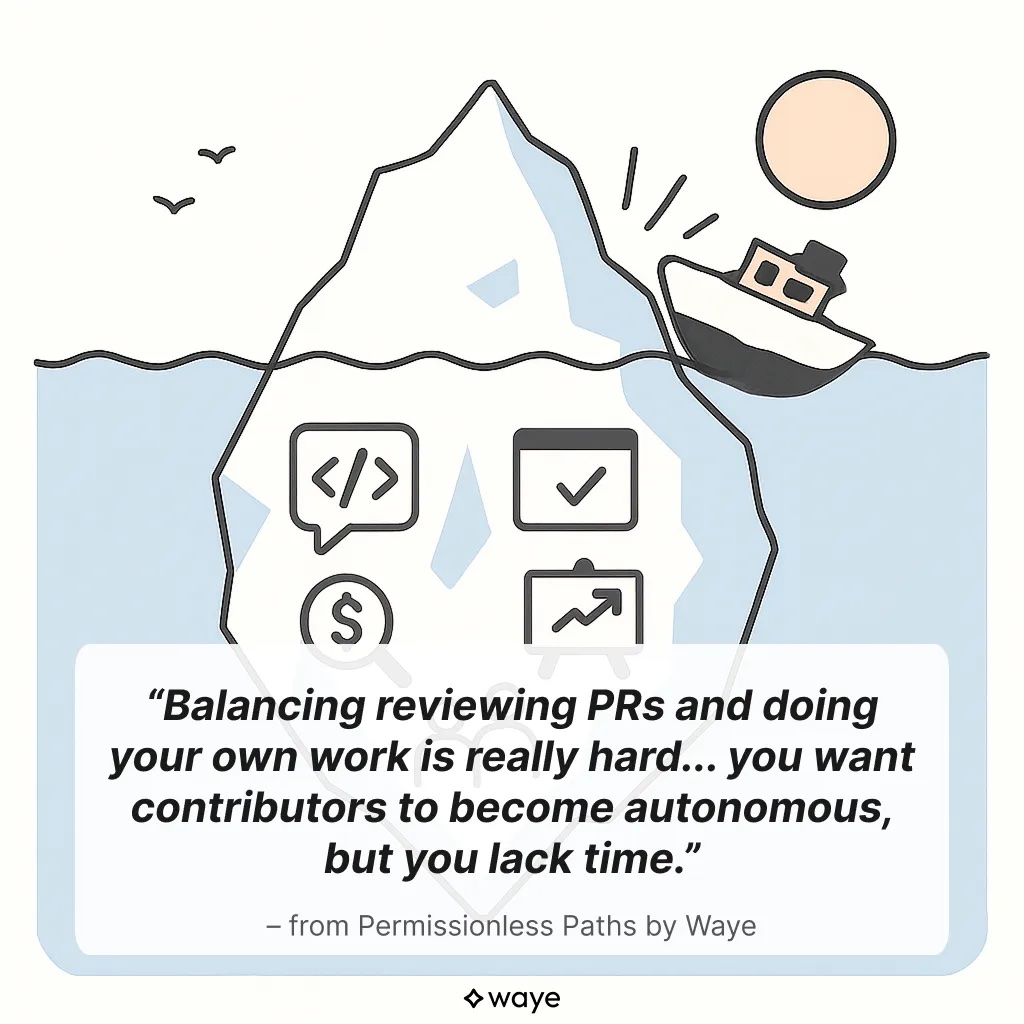 </>
$
“Balancing reviewing PRs and doing
your own work is really hard... you want
contributors to become autonomous,
but you lack time.”
– from Permissionless Paths by Waye
waye